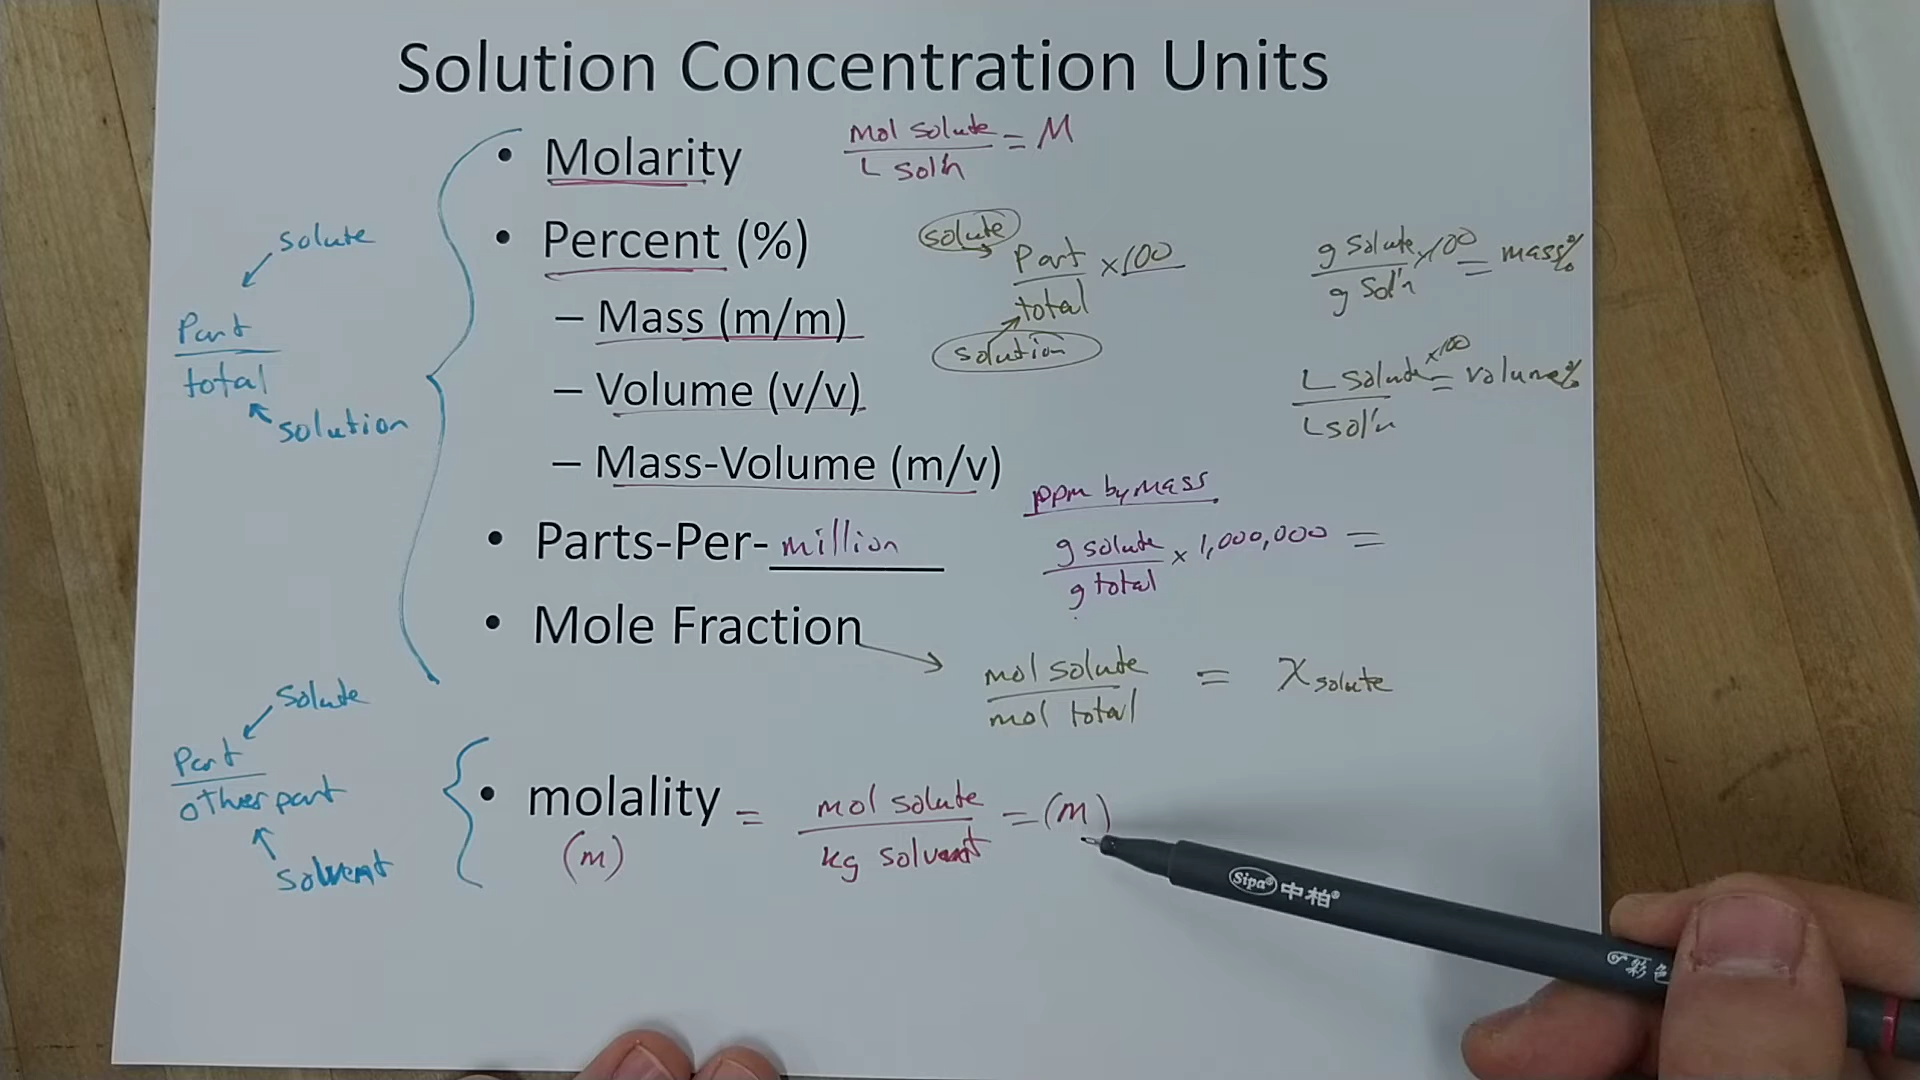 Solution Concentration Units
• Molarity
mol solute
L sol'n
= M
• Percent (%)
solute
Part
total
×100
solution
– Mass (m/m)
g solute
g sol'n
×100
= mass%
– Volume (v/v)
L solute
L sol'n
×100
= volume%
– Mass-Volume (m/v)
• Parts-Per-million
ppm by mass
g solute
g total
× 1,000,000 =
• Mole Fraction
mol solute
mol total
= χsolute
• molality
(m)
=
mol solute
kg solvent
= (m)
solute
Part
total
solution
solute
Part
other part
solvent
Sipa® 中柏®